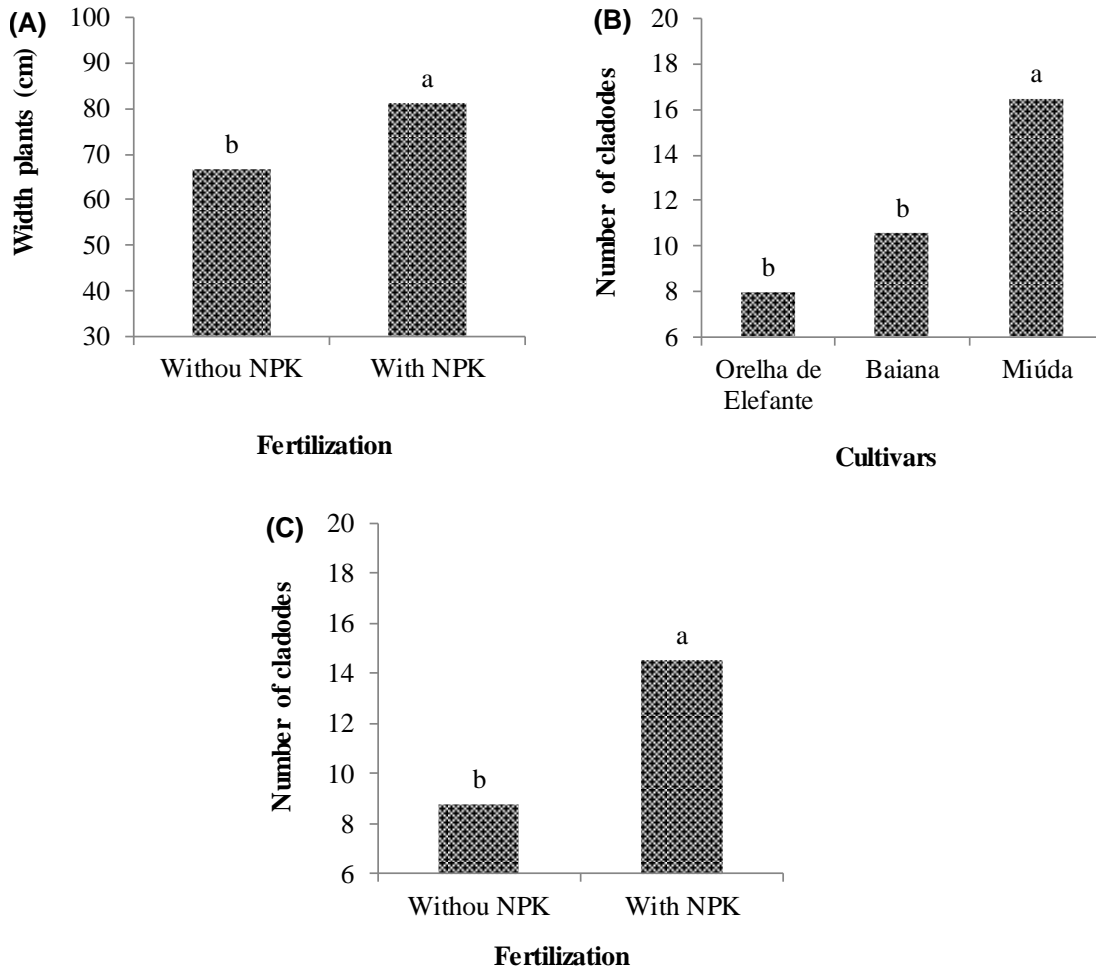 (A)
Width plants (cm)
100
90
80
70
60
50
40
30
b
a
Withou NPK
With NPK
Fertilization
(B)
Number of cladodes
20
18
16
14
12
10
8
6
b
b
a
Orelha de
Elefante
Baiana
Miúda
Cultivars
(C)
Number of cladodes
20
18
16
14
12
10
8
6
b
a
Withou NPK
With NPK
Fertilization